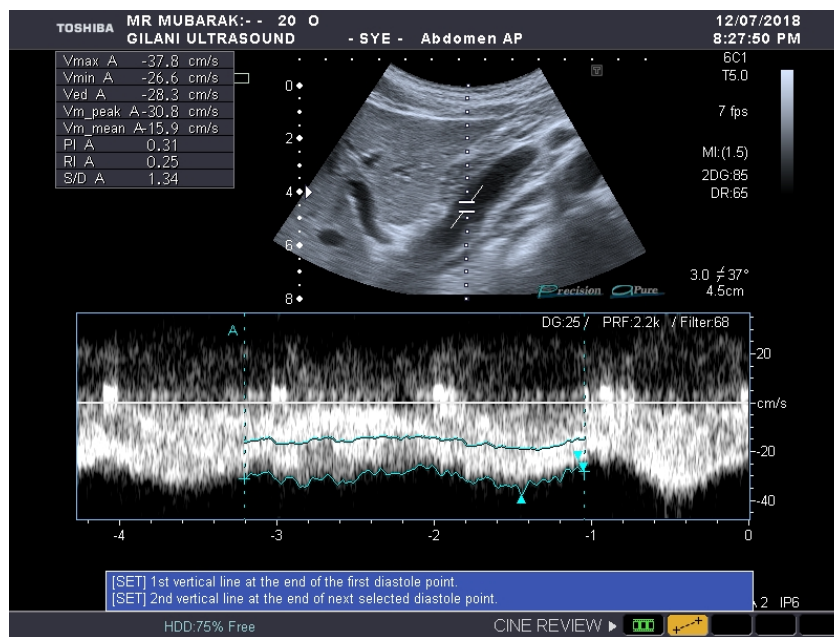 TOSHIBA MR MUBARAK:- - 20 O 12/07/2018
GILANI ULTRASOUND - SYE - Abdomen AP 8:27:50 PM
Vmax A -37.8 cm/s
Vmin A -26.6 cm/s
Ved A -28.3 cm/s
Vm_peak A-30.8 cm/s
Vm_mean A-15.9 cm/s
PI A 0.31
RI A 0.25
S/D A 1.34
6C1
T5.0
7 fps
MI:(1.5)
2DG:85
DR:65
0
2
4
6
8
3.0 37°
4.5cm
Precision APure
DG:25 / PRF:2.2k / Filter:68
A
20
cm/s
-20
-40
-4 -3 -2 -1 0
[SET] 1st vertical line at the end of the first diastole point.
[SET] 2nd vertical line at the end of next selected diastole point.
2 IP6
HDD:75% Free CINE REVIEW